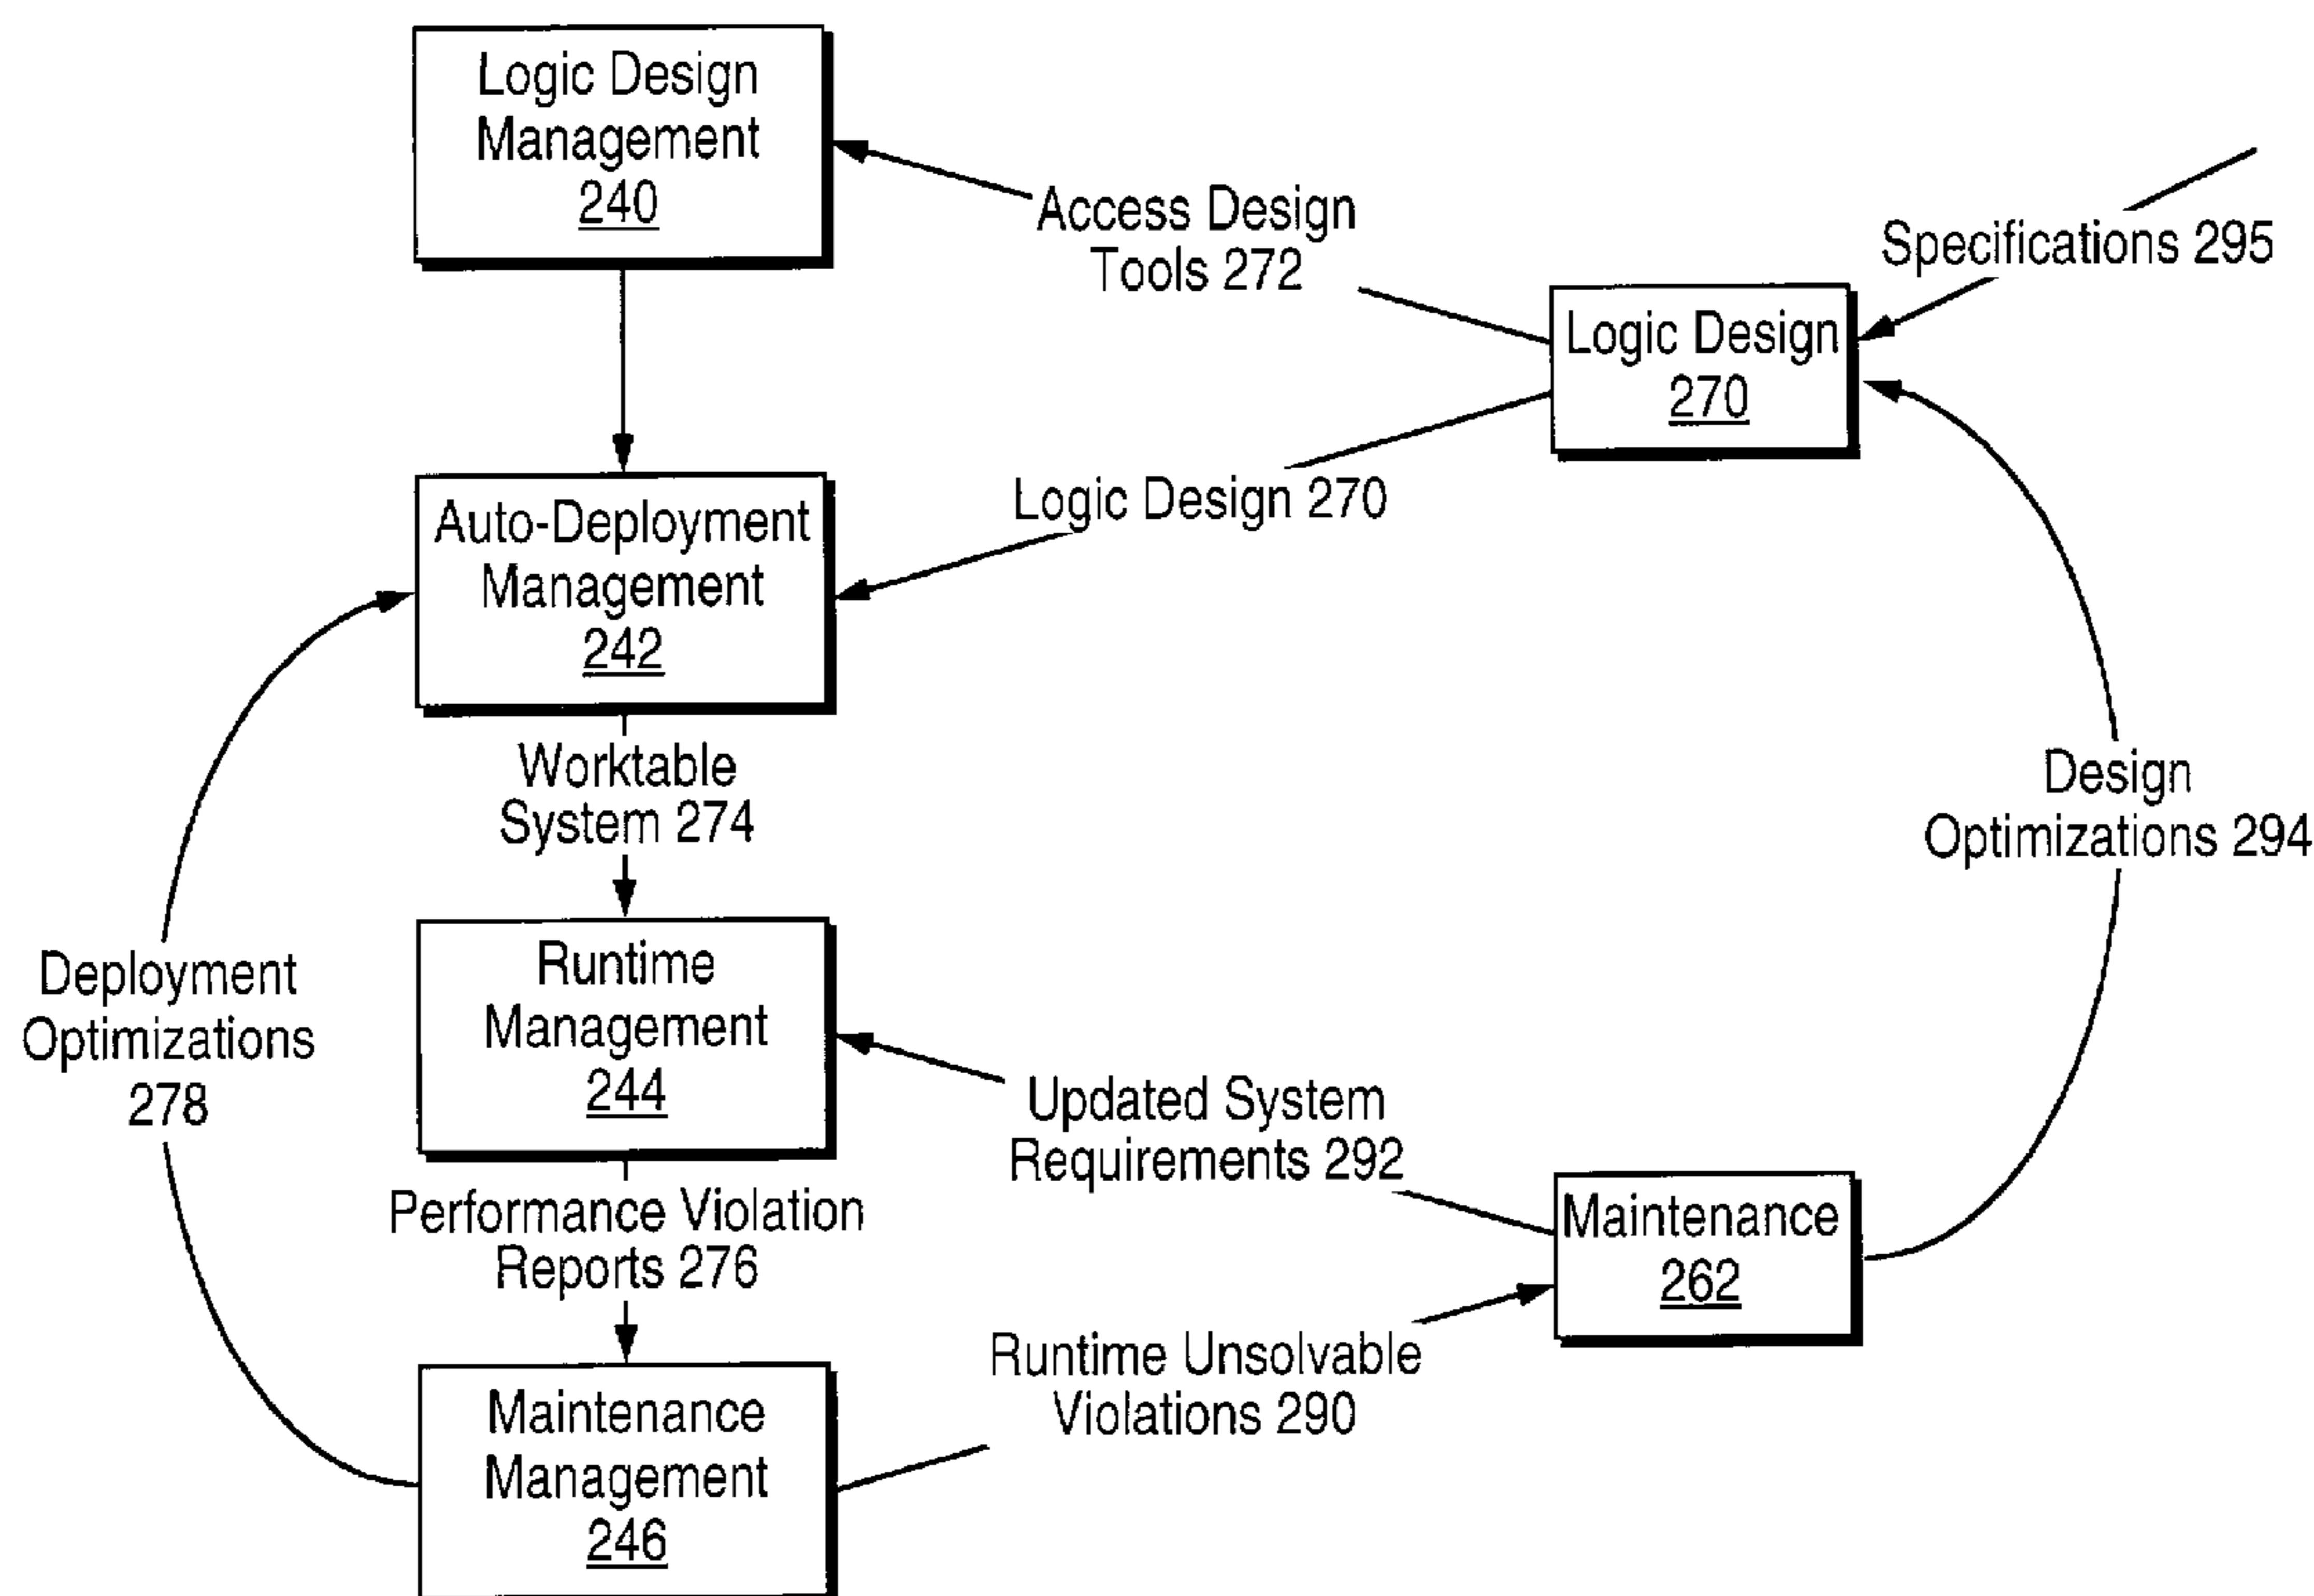 Logic Design
Management
240
Access Design
Tools 272
Specifications 295
Logic Design
270
Logic Design 270
Auto-Deployment
Management
242
Worktable
System 274
Design
Optimizations 294
Deployment
Optimizations
278
Runtime
Management
244
Updated System
Requirements 292
Performance Violation
Reports 276
Maintenance
262
Runtime Unsolvable
Violations 290
Maintenance
Management
246